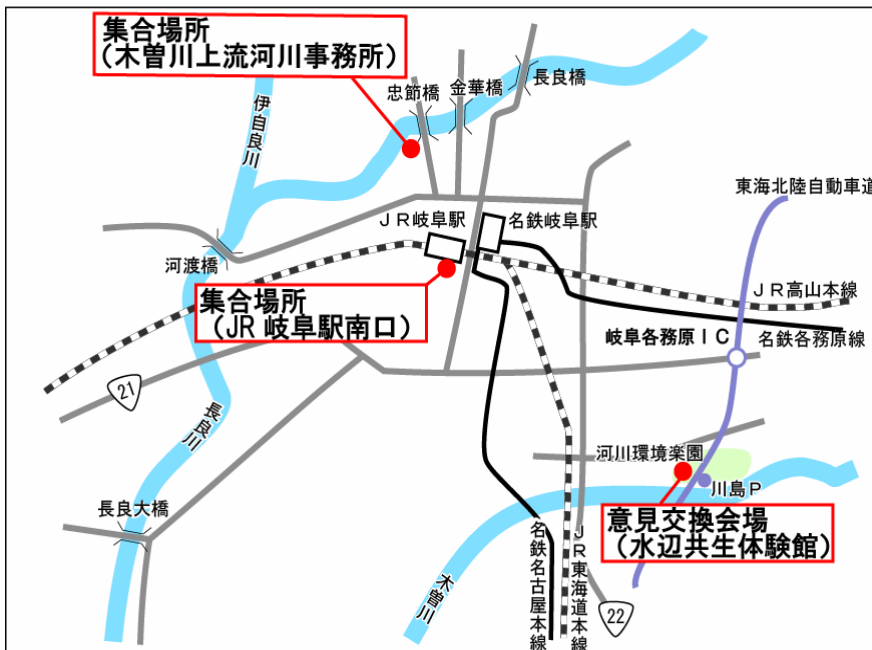 集合場所
（木曽川上流河川事務所）
忠節橋
金華橋
長良橋
伊自良川
東海北陸自動車道
ＪＲ岐阜駅
名鉄岐阜駅
河渡橋
集合場所
（JR 岐阜駅南口）
ＪＲ高山本線
名鉄各務原線
岐阜各務原ＩＣ
21
長良川
河川環境楽園
川島Ｐ
長良大橋
意見交換会場
（水辺共生体験館）
木曽川
名鉄名古屋本線
ＪＲ東海道本線
22